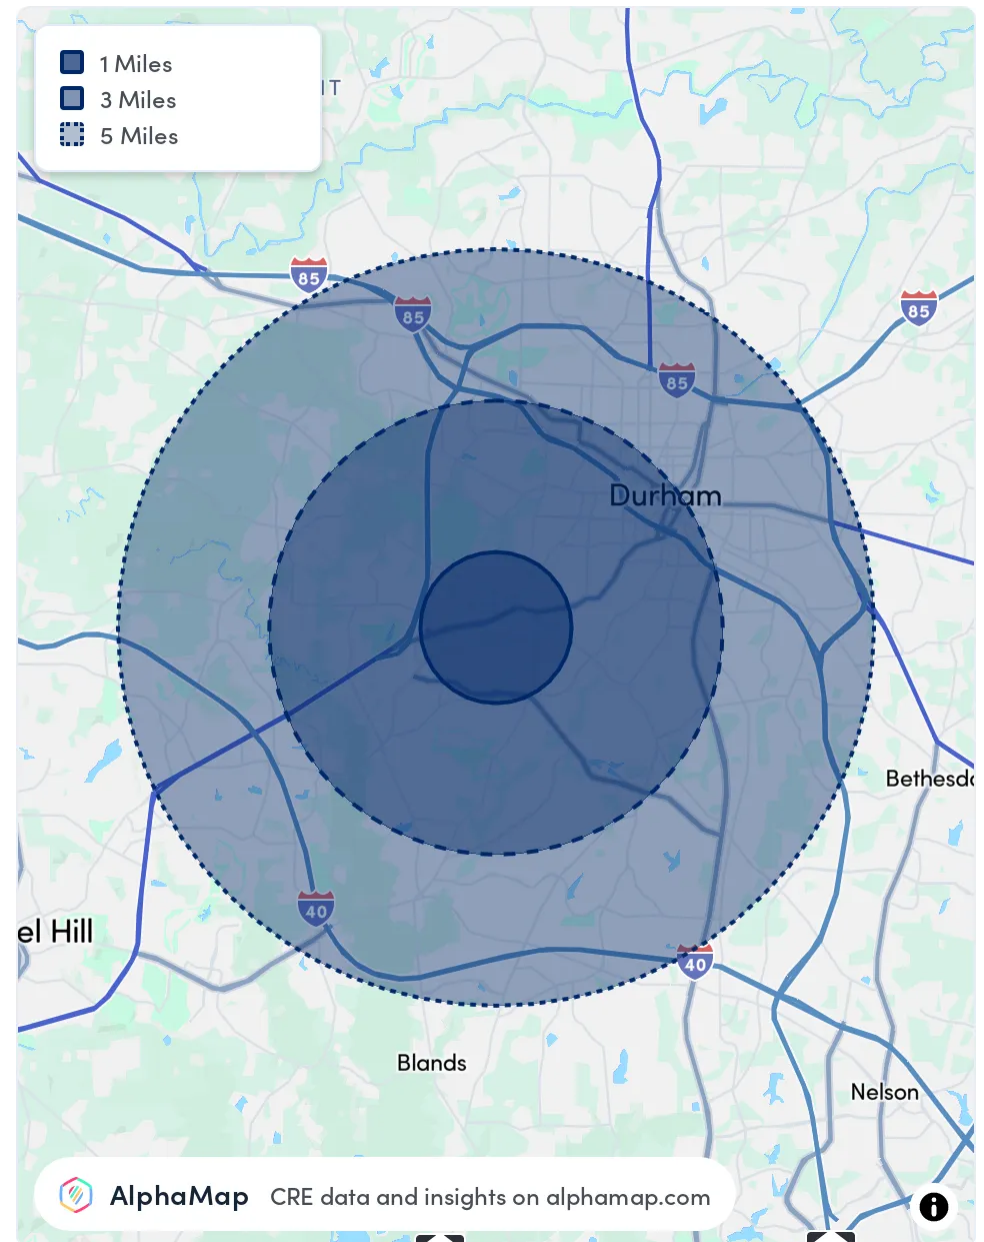 1 Miles
3 Miles
5 Miles
85
85
85
85
Durham
Bethesd
40
el Hill
40
Blands
Nelson
AlphaMap CRE data and insights on alphamap.com